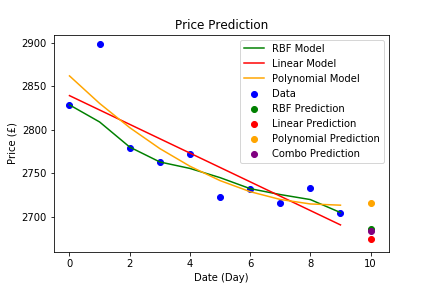 Price Prediction
RBF Model
Linear Model
Polynomial Model
Data
RBF Prediction
Linear Prediction
Polynomial Prediction
Combo Prediction
Price (£)
2900
2850
2800
2750
2700
0 2 4 6 8 10
Date (Day)